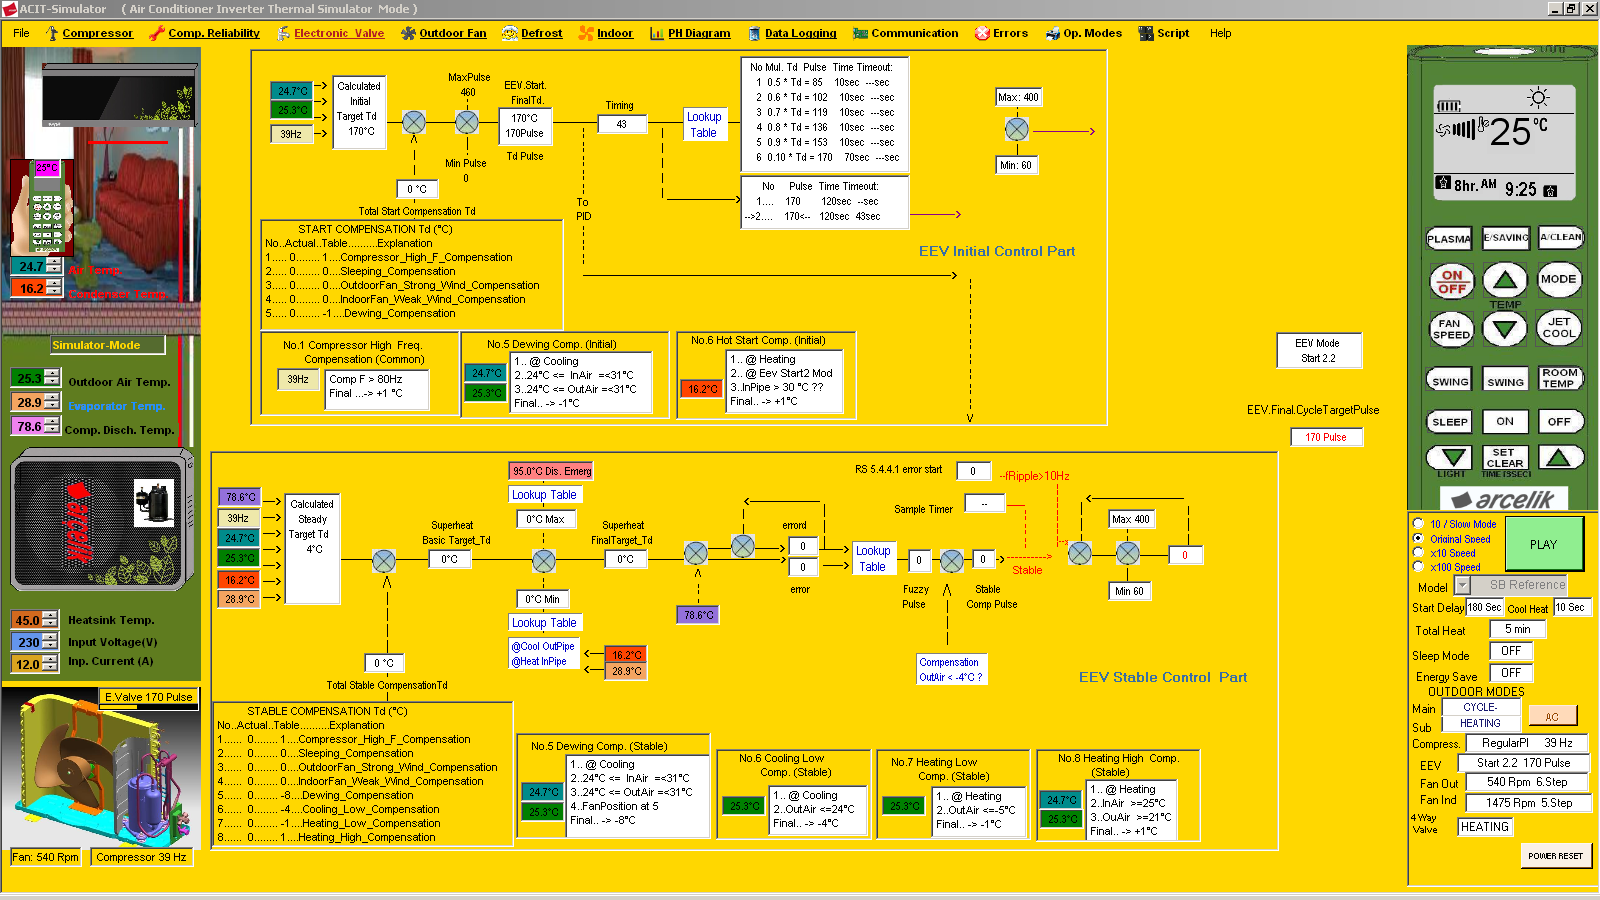 ACIT-Simulator ( Air Conditioner Inverter Thermal Simulator Mode )
File Compressor Comp. Reliability Electronic Valve Outdoor Fan Defrost Indoor PH Diagram Data Logging Communication Errors Op. Modes Script Help
25°C
24.7 Air Temp.
16.2 Condenser Temp.
Simulator-Mode
25.3 Outdoor Air Temp.
28.9 Evaporator Temp.
78.6 Comp. Disch. Temp.
arçelik
45.0 Heatsink Temp.
230 Input Voltage(V)
12.0 Inp. Current (A)
E.Valve 170 Pulse
Fan: 540 Rpm Compressor 39 Hz
24.7°C
25.3°C
39Hz
Calculated
Initial
Target Td
170°C
MaxPulse
460
Min Pulse
0
EEV.Start.
FinalTd.
170°C
170Pulse
Td Pulse
0 °C
Total Start Compensation Td
To
PID
Timing
43
Lookup
Table
No Mul. Td Pulse Time Timeout:
1 0.5 * Td = 85 10sec ---sec
2 0.6 * Td = 102 10sec ---sec
3 0.7 * Td = 119 10sec ---sec
4 0.8 * Td = 136 10sec ---sec
5 0.9 * Td = 153 10sec ---sec
6 0.10 * Td = 170 70sec ---sec
No Pulse Time Timeout:
1.... 170 120sec --sec
-->2.... 170<-- 120sec 43sec
Max: 400
Min: 60
EEV Initial Control Part
START COMPENSATION Td (°C)
No..Actual..Table..........Explanation
1..... 0........ 1....Compressor_High_F_Compensation
2..... 0........ 0....Sleeping_Compensation
3..... 0........ 0....OutdoorFan_Strong_Wind_Compensation
4..... 0........ 0....IndoorFan_Weak_Wind_Compensation
5..... 0........ -1....Dewing_Compensation
No.1 Compressor High Freq.
Compensation (Common)
39Hz
Comp F > 80Hz
Final ...-> +1 °C
No.5 Dewing Comp. (Initial)
24.7°C
25.3°C
1.. @ Cooling
2..24°C <= InAir =<31°C
3..24°C <= OutAir =<31°C
Final.. -> -1°C
No.6 Hot Start Comp. (Initial)
16.2°C
1.. @ Heating
2.. @ Eev Start2 Mod
3..InPipe > 30 °C ??
Final.. -> +1°C
EEV Mode
Start 2.2
EEV.Final.CycleTargetPulse
170 Pulse
78.6°C
39Hz
24.7°C
25.3°C
16.2°C
28.9°C
Calculated
Steady
Target Td
4°C
0 °C
Total Stable CompensationTd
Superheat
Basic Target_Td
0°C
95.0°C Dis. Emerg
Lookup Table
0°C Max
0°C Min
Lookup Table
@Cool OutPipe
@Heat InPipe
16.2°C
28.9°C
Superheat
FinalTarget_Td
0°C
78.6°C
errord
0
0
error
Lookup
Table
0
Fuzzy
Pulse
0
Stable
Comp Pulse
Compensation
OutAir < -4°C ?
RS 5.4.4.1 error start 0
Sample Timer --
--fRipple>10Hz
Stable
Max 400
Min 60
0
EEV Stable Control Part
STABLE COMPENSATION Td (°C)
No..Actual..Table..........Explanation
1...... 0........ 1....Compressor_High_F_Compensation
2...... 0........ 0....Sleeping_Compensation
3...... 0........ 0....OutdoorFan_Strong_Wind_Compensation
4...... 0........ 0....IndoorFan_Weak_Wind_Compensation
5...... 0........ -8....Dewing_Compensation
6...... 0........ -4....Cooling_Low_Compensation
7...... 0........ -1....Heating_Low_Compensation
8...... 0........ 1....Heating_High_Compensation
No.5 Dewing Comp. (Stable)
24.7°C
25.3°C
1.. @ Cooling
2..24°C <= InAir =<31°C
3..24°C <= OutAir =<31°C
4..FanPosition at 5
Final.. -> -8°C
No.6 Cooling Low
Comp. (Stable)
25.3°C
1.. @ Cooling
2..OutAir <=24°C
Final.. -> -4°C
No.7 Heating Low
Comp. (Stable)
25.3°C
1.. @ Heating
2..OutAir <=-5°C
Final.. -> -1°C
No.8 Heating High Comp.
(Stable)
24.7°C
25.3°C
1.. @ Heating
2..InAir >=25°C
3..OuAir >=21°C
Final.. -> +1°C
25°C
8hr. AM 9:25
PLASMA E/SAVING A/CLEAN
ON OFF TEMP MODE
FAN SPEED JET COOL
SWING SWING ROOM TEMP
SLEEP ON OFF
LIGHT SET CLEAR TIME(3SEC)
arcelik
10 / Slow Mode
Original Speed
x10 Speed
x100 Speed
PLAY
Model SB Reference
Start Delay 180 Sec Cool Heat 10 Sec
Total Heat 5 min
Sleep Mode OFF
Energy Save OFF
OUTDOOR MODES
Main CYCLE-
Sub HEATING
AC
Compress. RegularPI 39 Hz
EEV Start 2.2 170 Pulse
Fan Out 540 Rpm 6.Step
Fan Ind 1475 Rpm 5.Step
4 Way
Valve HEATING
POWER RESET